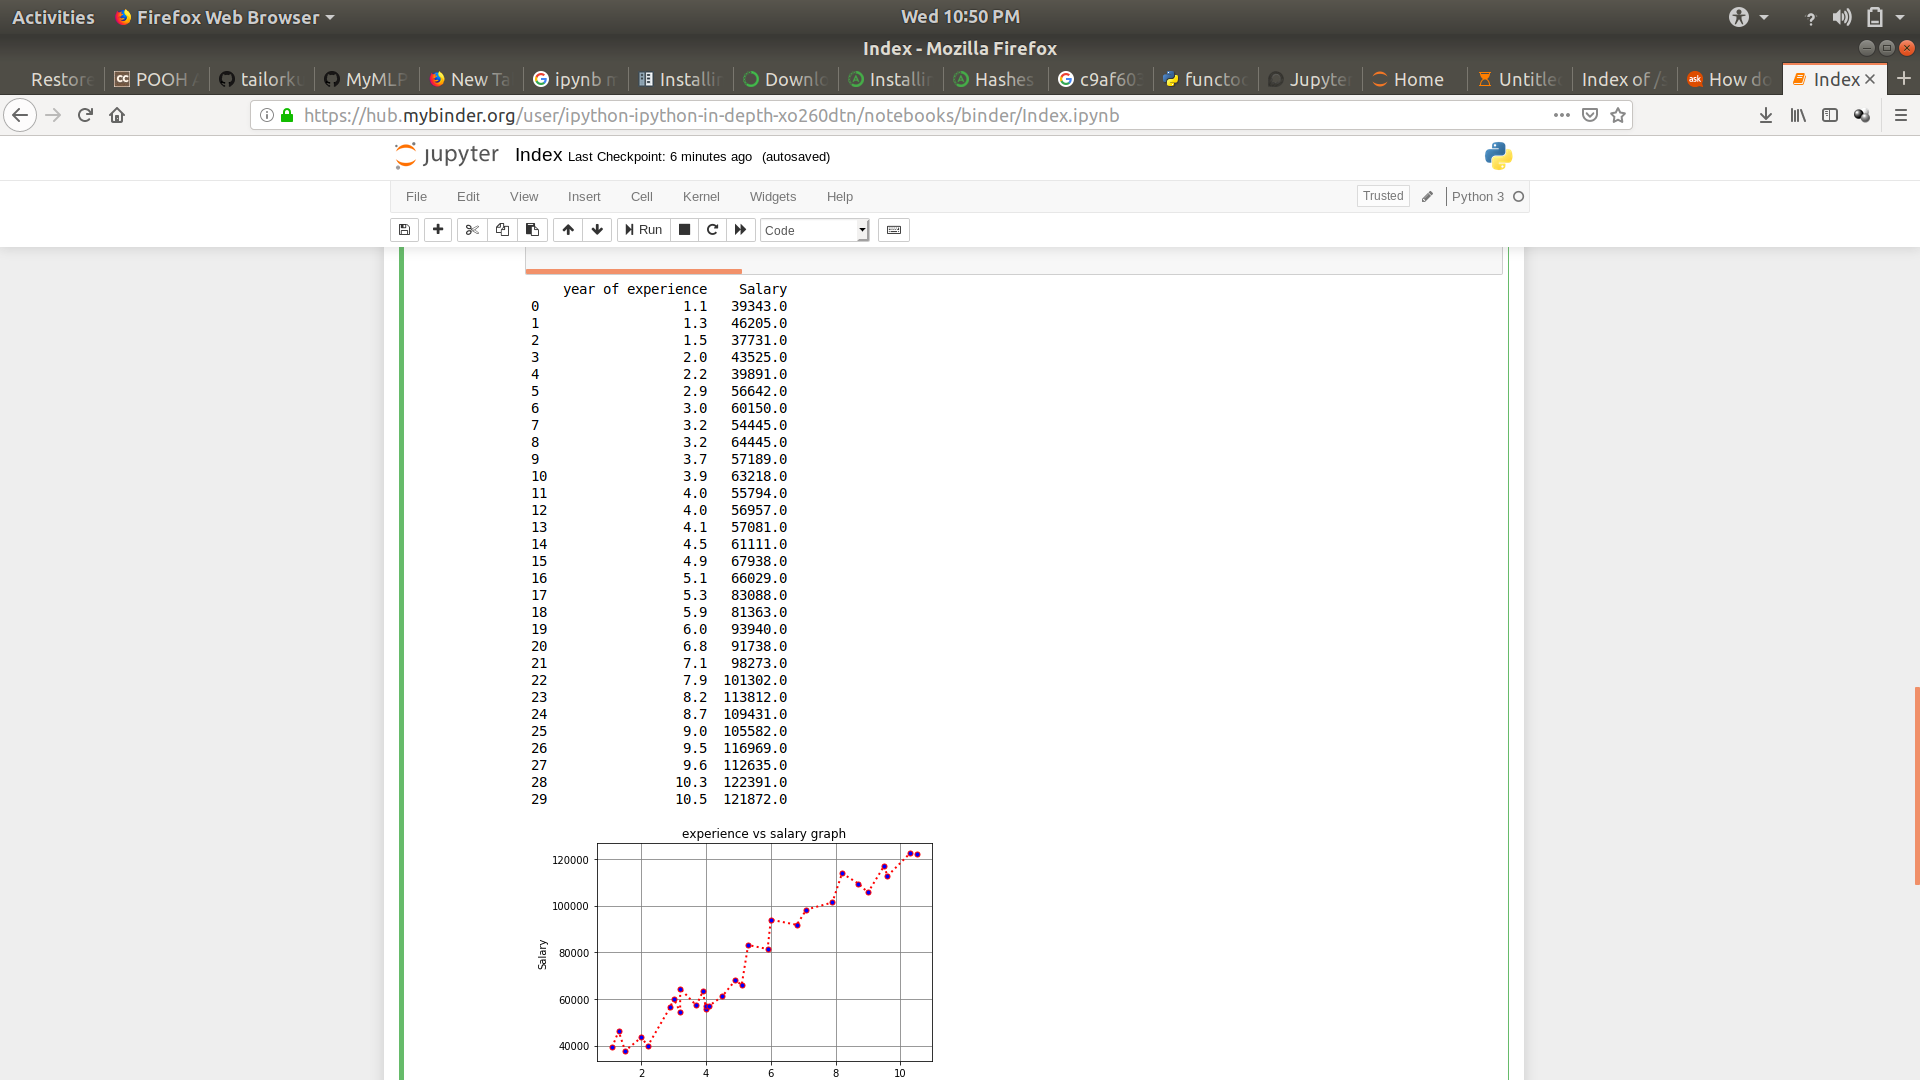 Activities Firefox Web Browser Wed 10:50 PM
Index - Mozilla Firefox
Restore POOH A tailorku MyMLP New Ta ipynb m Installin Downlo Installin Hashes c9af603 functo Jupyte Home Untitle Index of /s How do Index
https://hub.mybinder.org/user/ipython-ipython-in-depth-xo260dtn/notebooks/binder/Index.ipynb
jupyter Index Last Checkpoint: 6 minutes ago (autosaved)
File Edit View Insert Cell Kernel Widgets Help Trusted Python 3
Run Code
year of experience Salary
0 1.1 39343.0
1 1.3 46205.0
2 1.5 37731.0
3 2.0 43525.0
4 2.2 39891.0
5 2.9 56642.0
6 3.0 60150.0
7 3.2 54445.0
8 3.2 64445.0
9 3.7 57189.0
10 3.9 63218.0
11 4.0 55794.0
12 4.0 56957.0
13 4.1 57081.0
14 4.5 61111.0
15 4.9 67938.0
16 5.1 66029.0
17 5.3 83088.0
18 5.9 81363.0
19 6.0 93940.0
20 6.8 91738.0
21 7.1 98273.0
22 7.9 101302.0
23 8.2 113812.0
24 8.7 109431.0
25 9.0 105582.0
26 9.5 116969.0
27 9.6 112635.0
28 10.3 122391.0
29 10.5 121872.0
experience vs salary graph
120000
100000
80000
60000
40000
Salary
2 4 6 8 10